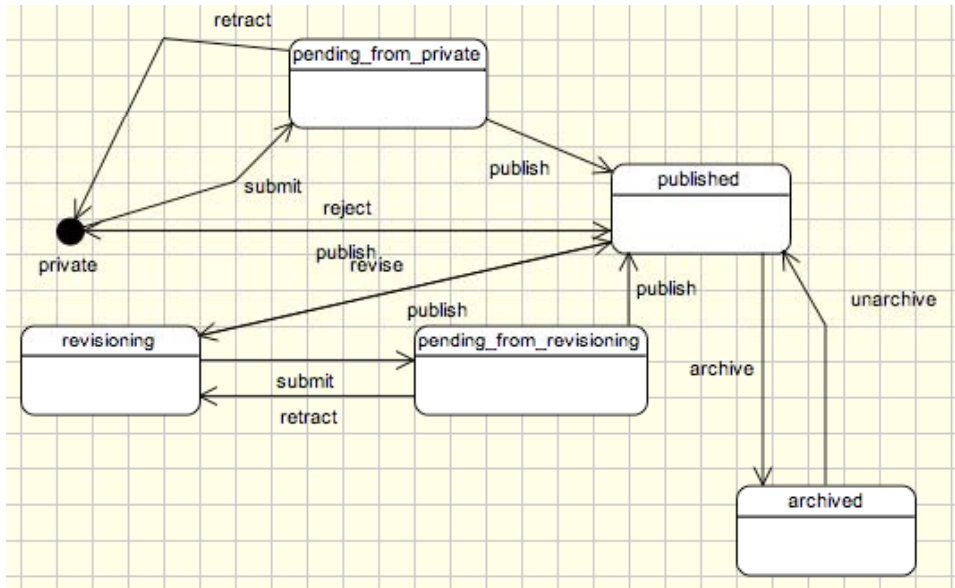 retract
pending_from_private
publish
submit
published
reject
private
publish
revise
publish
unarchive
publish
revisioning
pending_from_revisioning
archive
submit
retract
archived